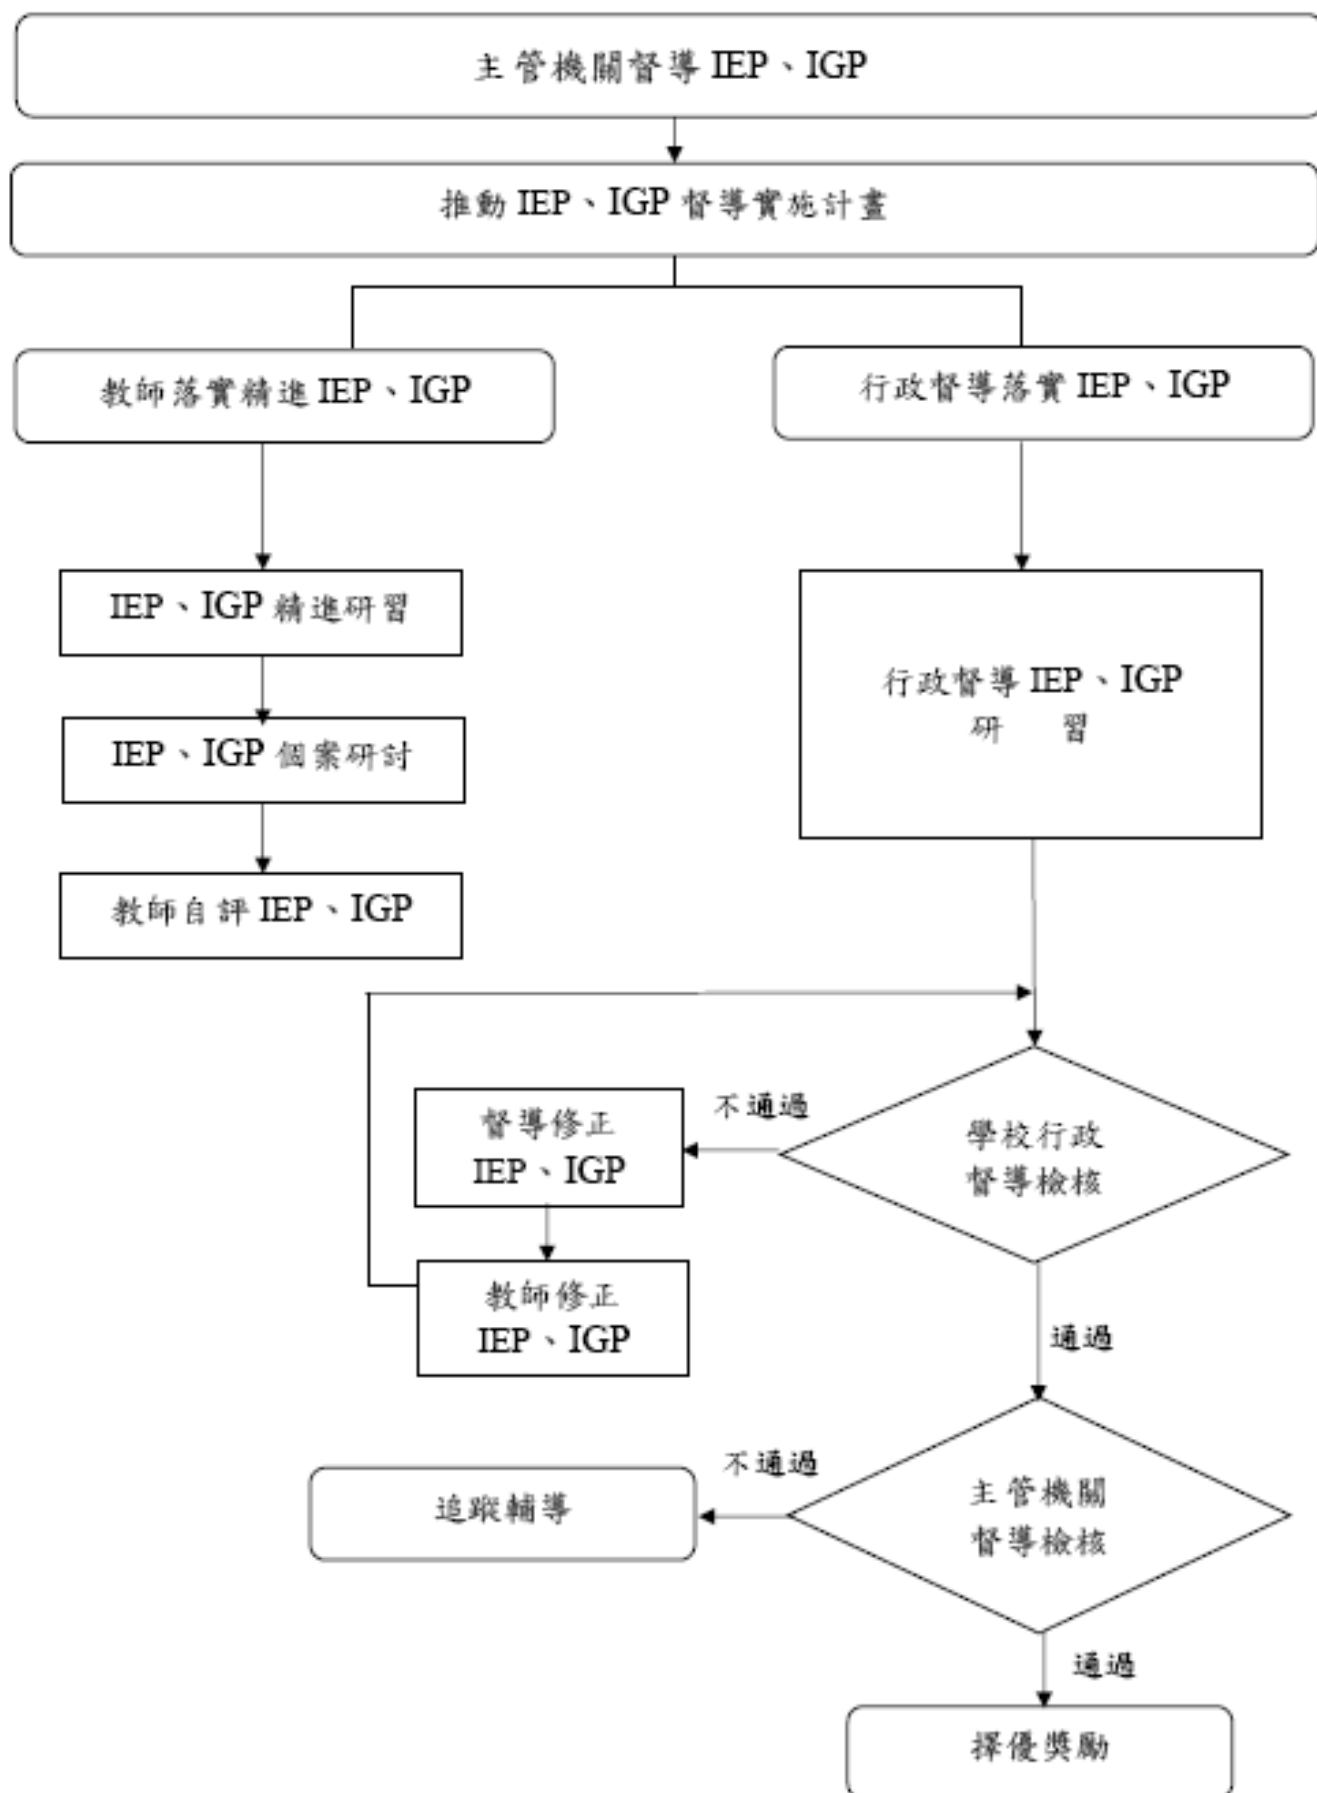 主管機關督導 IEP、IGP
推動 IEP、IGP 督導實施計畫
教師落實精進 IEP、IGP
行政督導落實 IEP、IGP
IEP、IGP 精進研習
IEP、IGP 個案研討
教師自評 IEP、IGP
行政督導 IEP、IGP
研　　習
學校行政
督導檢核
不通過
督導修正
IEP、IGP
教師修正
IEP、IGP
通過
主管機關
督導檢核
不通過
追蹤輔導
通過
擇優獎勵